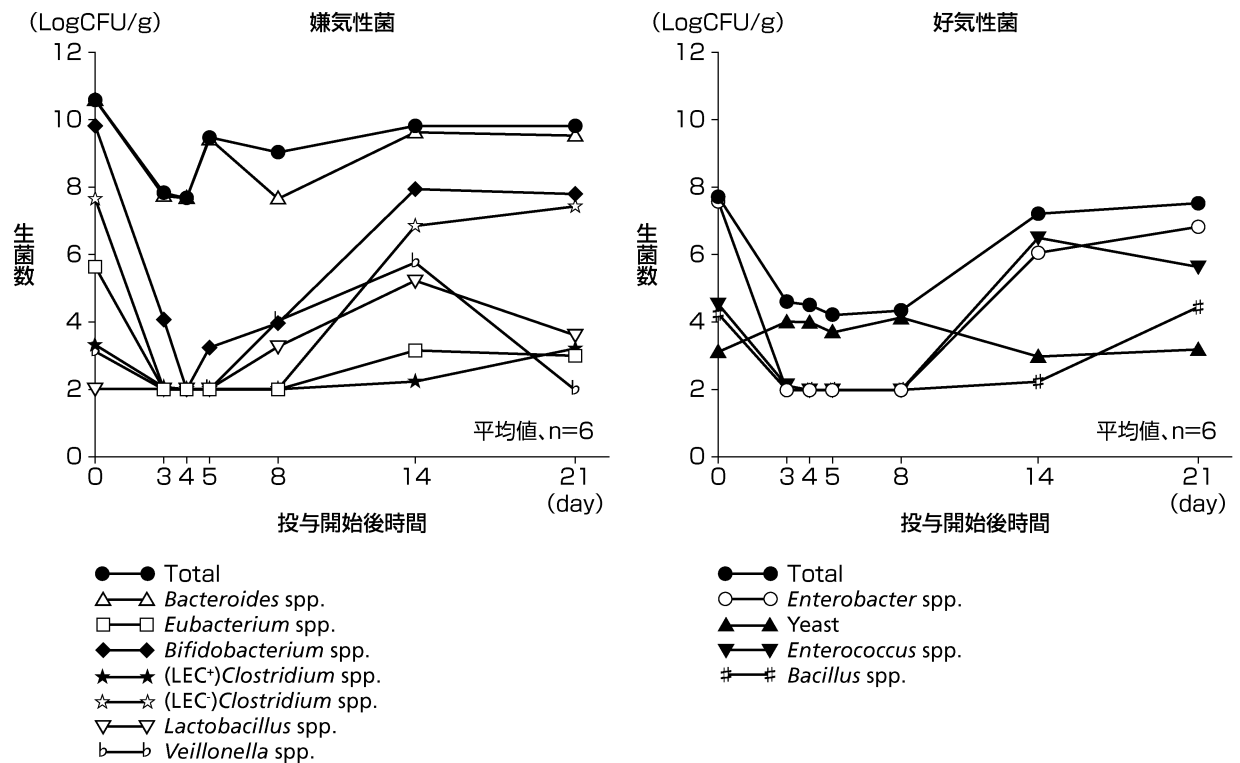 (LogCFU/g)
嫌気性菌
12
10
8
6
4
2
0
生菌数
平均値、n=6
0 3 4 5 8 14 21
(day)
投与開始後時間
Total
Bacteroides spp.
Eubacterium spp.
Bifidobacterium spp.
(LEC⁺)Clostridium spp.
(LEC⁻)Clostridium spp.
Lactobacillus spp.
Veillonella spp.
(LogCFU/g)
好気性菌
12
10
8
6
4
2
0
生菌数
平均値、n=6
0 3 4 5 8 14 21
(day)
投与開始後時間
Total
Enterobacter spp.
Yeast
Enterococcus spp.
Bacillus spp.